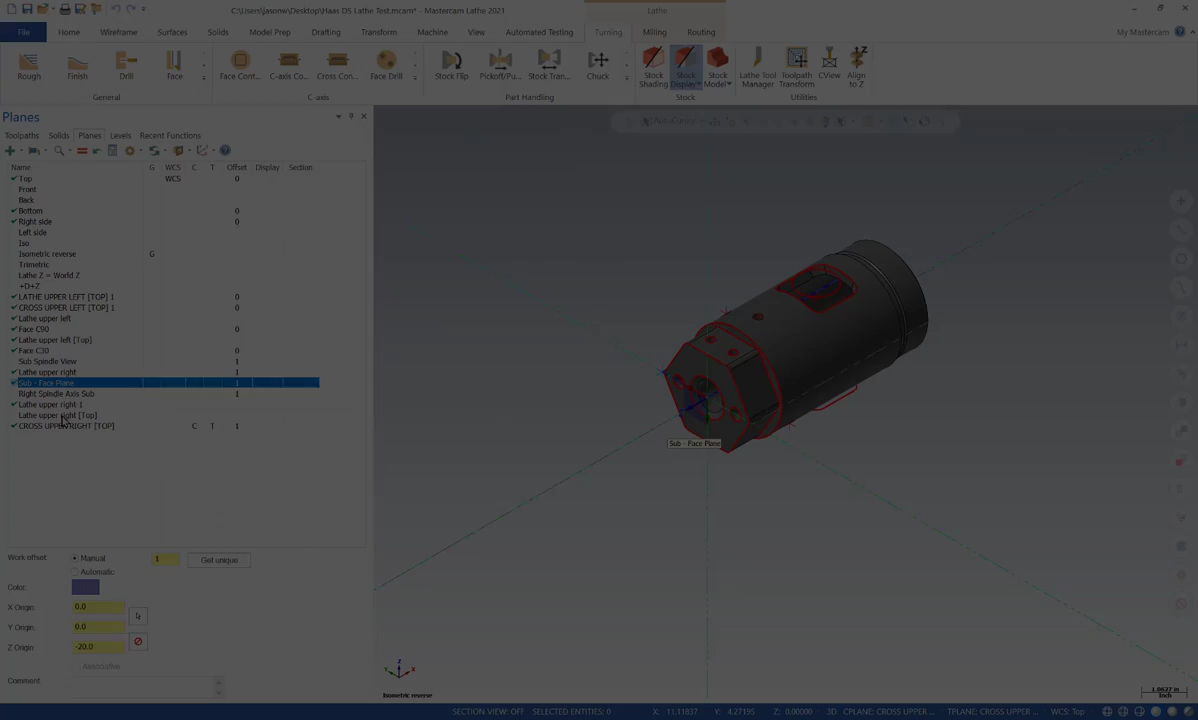 C:\Users\jasonw\Desktop\Haas DS Lathe Test.mcam* - Mastercam Lathe 2021
Lathe
File Home Wireframe Surfaces Solids Model Prep Drafting Transform Machine View Automated Testing Turning Milling Routing
My Mastercam
Rough Finish Drill Face
Face Cont... C-axis Co... Cross Con... Face Drill
Stock Flip Pickoff/Pu... Stock Tran... Chuck
Stock Shading Stock Display Stock Model
Lathe Tool Manager Toolpath Transform CView Align to Z
General C-axis Part Handling Stock Utilities
Planes
Toolpaths Solids Planes Levels Recent Functions
Name G WCS C T Offset Display Section
Top WCS 0
Front
Back
Bottom 0
Right side 0
Left side
Iso
Isometric reverse G
Trimetric
Lathe Z = World Z
+D+Z
LATHE UPPER LEFT [TOP] 1 0
CROSS UPPER LEFT [TOP] 1 0
Lathe upper left
Face C90 0
Lathe upper left [Top]
Face C30 0
Sub Spindle View 1
Lathe upper right 1
Sub - Face Plane 1
Right Spindle Axis Sub 1
Lathe upper right-1
Lathe upper right [Top]
CROSS UPPER RIGHT [TOP] C T 1
Sub - Face Plane
Work offset: Manual 1 Get unique
Automatic
Color:
X Origin: 0.0
Y Origin: 0.0
Z Origin: -20.0
Associative
Comment:
Z
Y X
Isometric reverse
1.0627 in
Inch
SECTION VIEW: OFF SELECTED ENTITIES: 0 X: 11.11837 Y: 4.27195 Z: 0.00000 3D CPLANE: CROSS UPPER ... TPLANE: CROSS UPPER ... WCS: Top